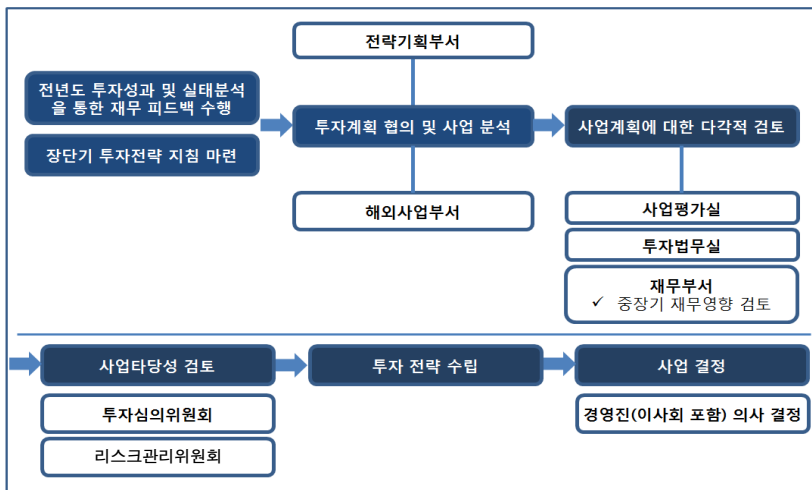 전략기획부서
전년도 투자성과 및 실태분석
을 통한 재무 피드백 수행
투자계획 협의 및 사업 분석
사업계획에 대한 다각적 검토
장단기 투자전략 지침 마련
해외사업부서
사업평가실
투자법무실
재무부서
✓ 중장기 재무영향 검토
사업타당성 검토
투자 전략 수립
사업 결정
투자심의위원회
경영진(이사회 포함) 의사 결정
리스크관리위원회